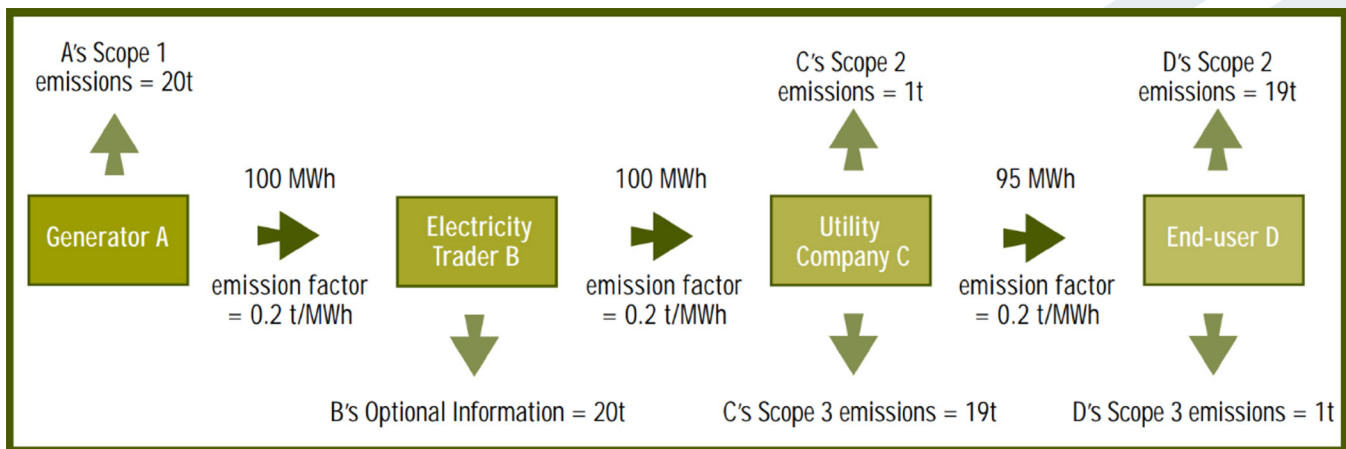 A's Scope 1
emissions = 20t
C's Scope 2
emissions = 1t
D's Scope 2
emissions = 19t
100 MWh
100 MWh
95 MWh
Generator A
Electricity
Trader B
Utility
Company C
End-user D
emission factor
= 0.2 t/MWh
emission factor
= 0.2 t/MWh
emission factor
= 0.2 t/MWh
B's Optional Information = 20t
C's Scope 3 emissions = 19t
D's Scope 3 emissions = 1t